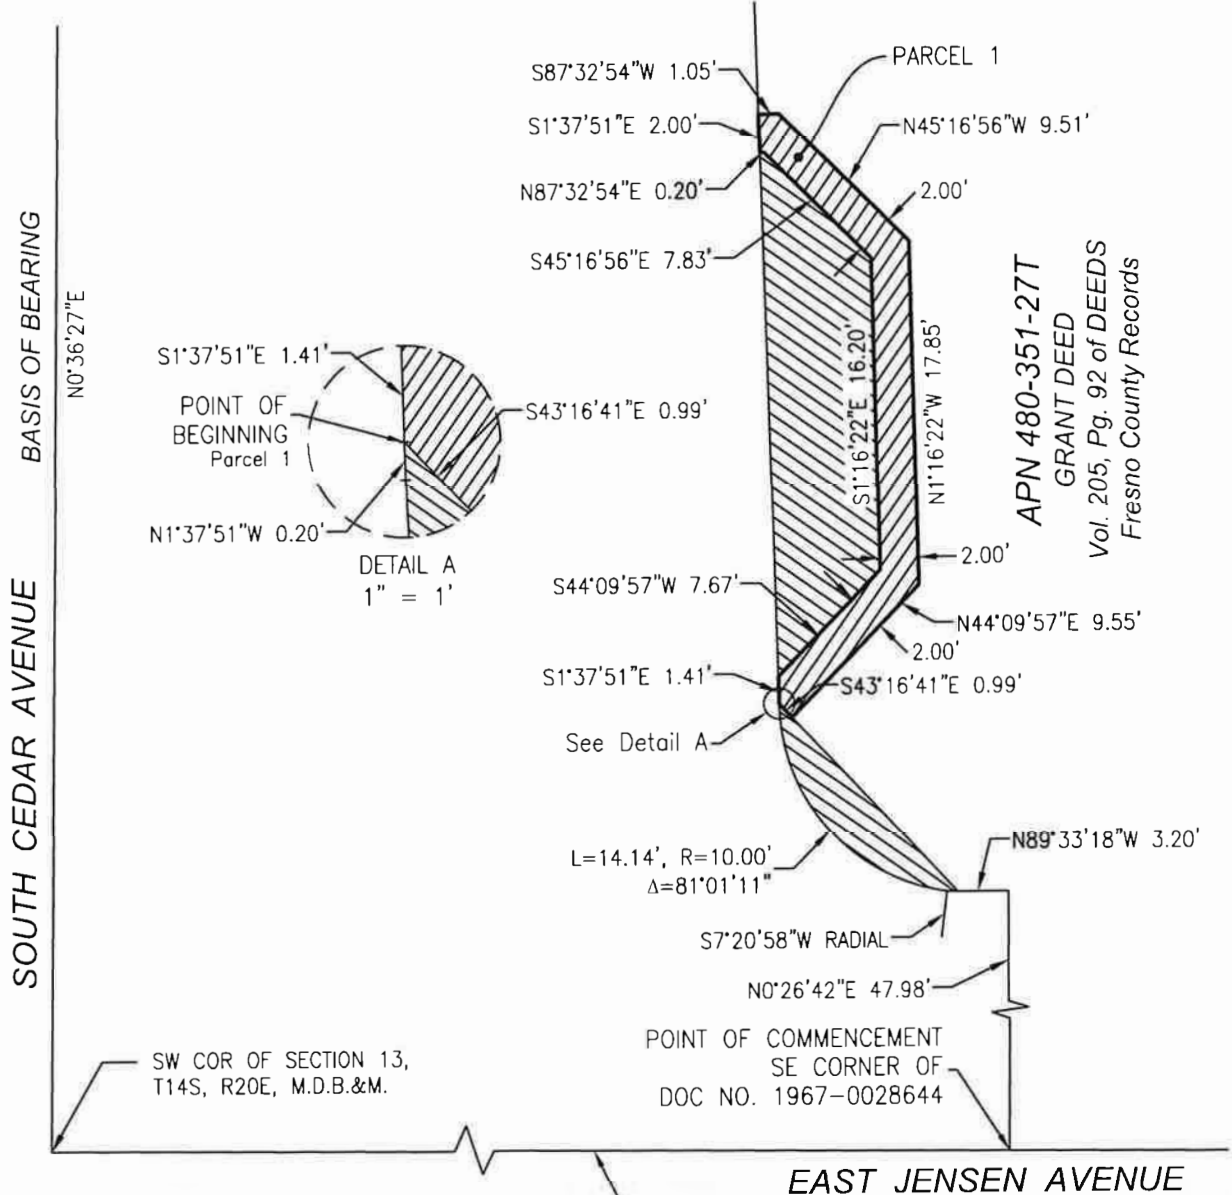 S87°32'54"W 1.05'
PARCEL 1
S1°37'51"E 2.00'
N45°16'56"W 9.51'
N87°32'54"E 0.20'
2.00'
S45°16'56"E 7.83'
BASIS OF BEARING
N0°36'27"E
SOUTH CEDAR AVENUE
S1°37'51"E 1.41'
POINT OF
BEGINNING
Parcel 1
S43°16'41"E 0.99'
N1°37'51"W 0.20'
DETAIL A
1" = 1'
S1°16'22"E 16.20'
N1°16'22"W 17.85'
APN 480-351-27T
GRANT DEED
Vol. 205, Pg. 92 of DEEDS
Fresno County Records
2.00'
S44°09'57"W 7.67'
N44°09'57"E 9.55'
2.00'
S1°37'51"E 1.41'
S43°16'41"E 0.99'
See Detail A
N89°33'18"W 3.20'
L=14.14', R=10.00'
Δ=81°01'11"
S7°20'58"W RADIAL
N0°26'42"E 47.98'
POINT OF COMMENCEMENT
SE CORNER OF
DOC NO. 1967-0028644
SW COR OF SECTION 13,
T14S, R20E, M.D.B.&M.
EAST JENSEN AVENUE